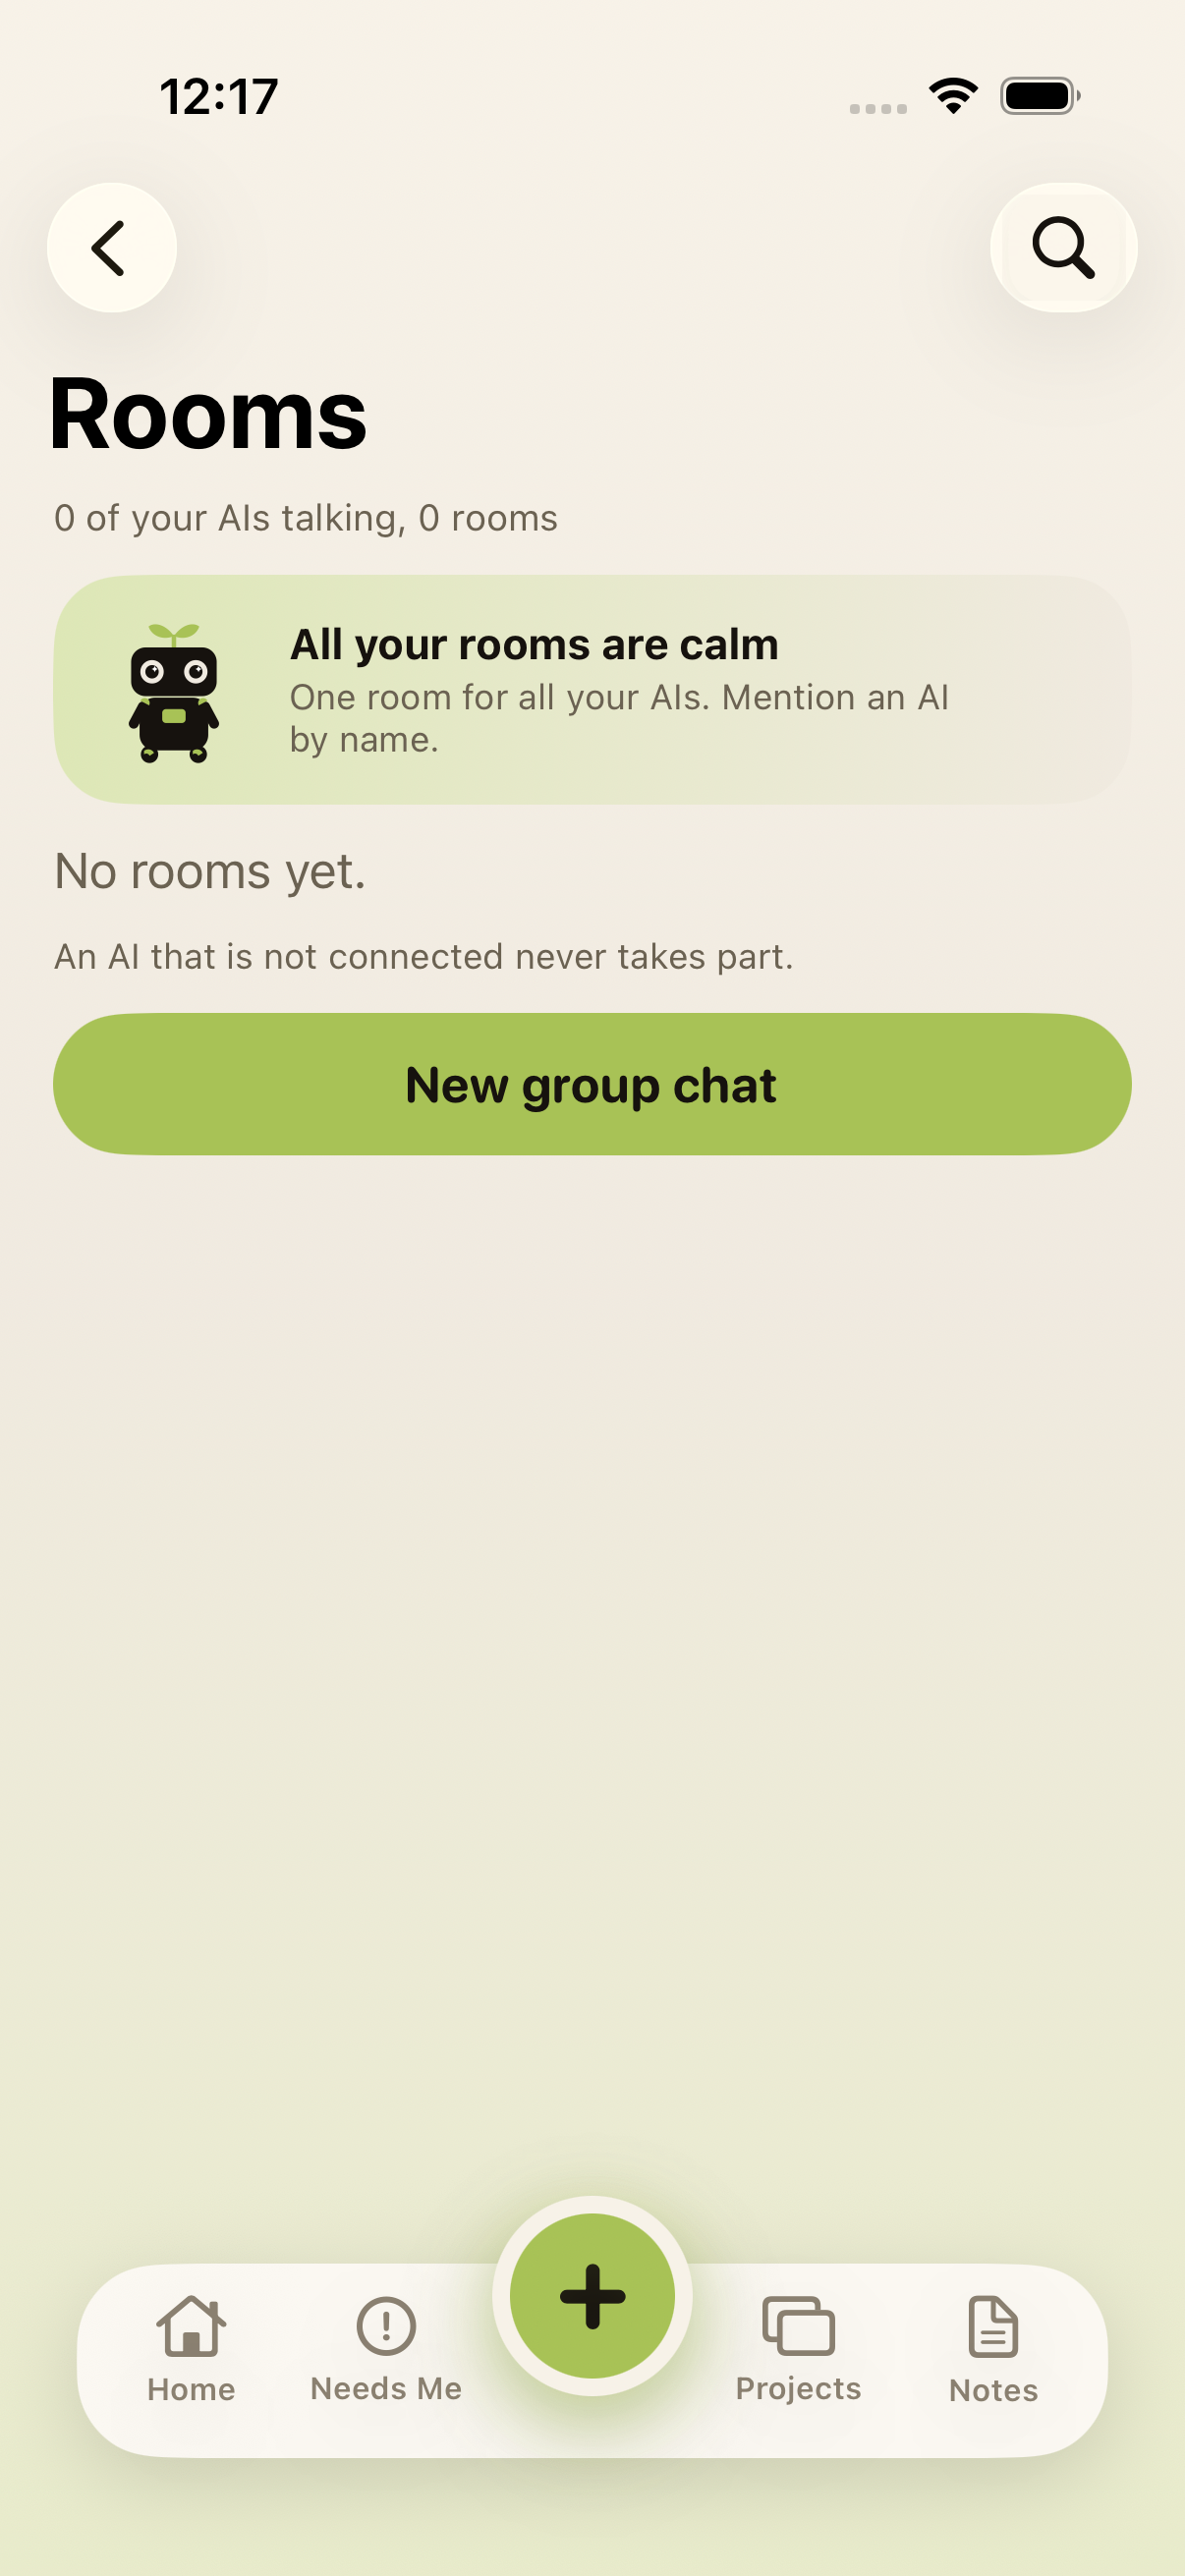 12:17
Rooms
0 of your AIs talking, 0 rooms
All your rooms are calm
One room for all your AIs. Mention an AI
by name.
No rooms yet.
An AI that is not connected never takes part.
New group chat
Home
Needs Me
Projects
Notes